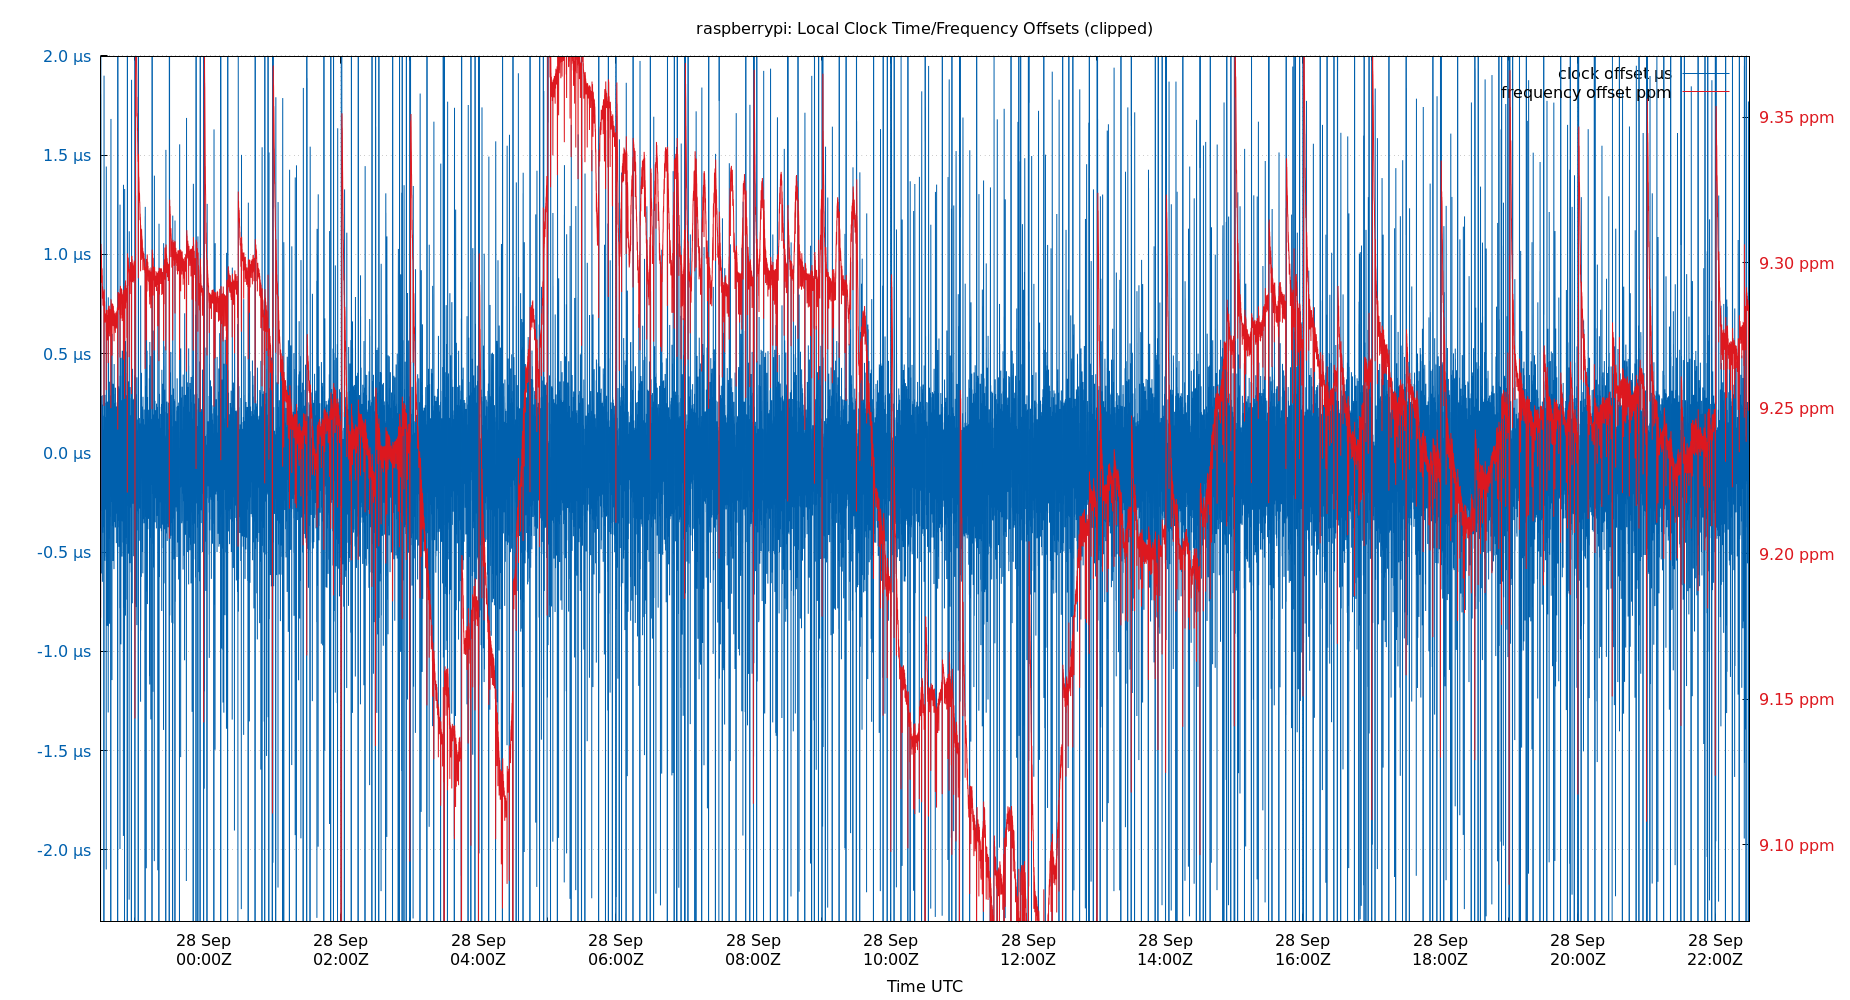 raspberrypi: Local Clock Time/Frequency Offsets (clipped)
clock offset µs
frequency offset ppm
2.0 µs
1.5 µs
1.0 µs
0.5 µs
0.0 µs
-0.5 µs
-1.0 µs
-1.5 µs
-2.0 µs
9.35 ppm
9.30 ppm
9.25 ppm
9.20 ppm
9.15 ppm
9.10 ppm
28 Sep 28 Sep 28 Sep 28 Sep 28 Sep 28 Sep 28 Sep 28 Sep 28 Sep 28 Sep 28 Sep 28 Sep
00:00Z 02:00Z 04:00Z 06:00Z 08:00Z 10:00Z 12:00Z 14:00Z 16:00Z 18:00Z 20:00Z 22:00Z
Time UTC